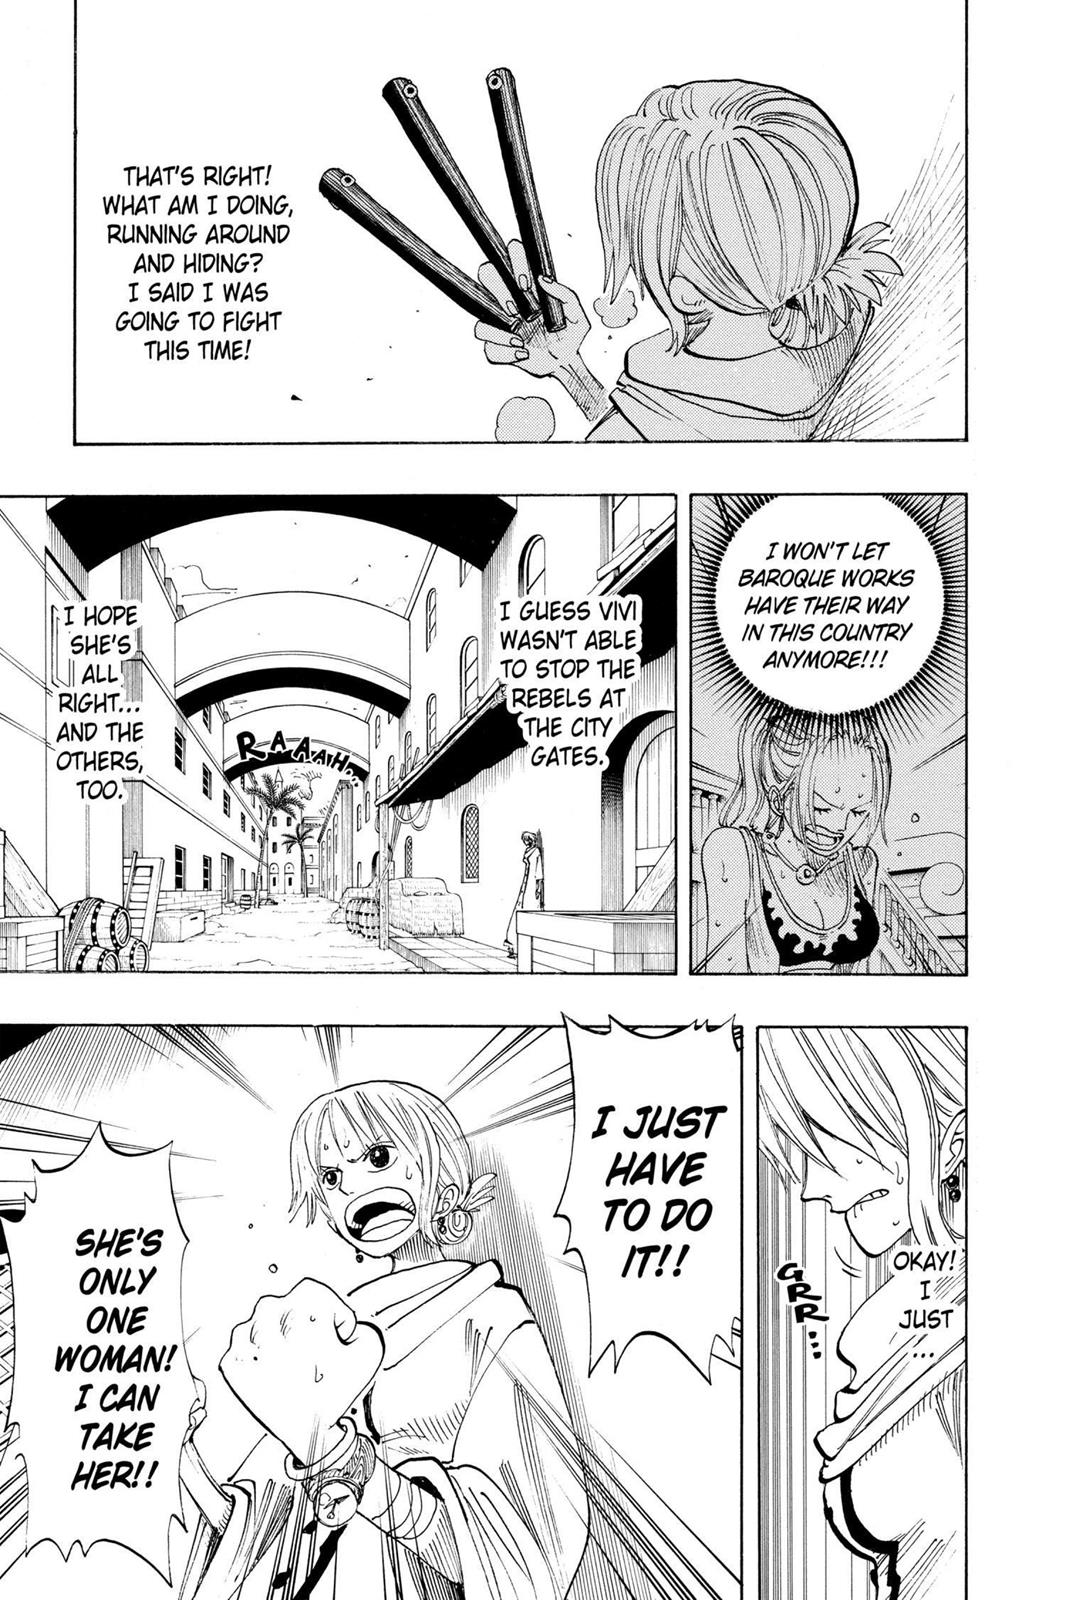 THAT'S RIGHT!
WHAT AM I DOING,
RUNNING AROUND
AND HIDING?
I SAID I WAS
GOING TO FIGHT
THIS TIME!
I WON'T LET
BAROQUE WORKS
HAVE THEIR WAY
IN THIS COUNTRY
ANYMORE!!!
I GUESS VIVI
WASN'T ABLE
TO STOP THE
REBELS AT
THE CITY
GATES.
RAAAH...
I HOPE
SHE'S
ALL
RIGHT...
AND THE
OTHERS,
TOO.
OKAY!
I
JUST
...
GRR...
I JUST
HAVE
TO DO
IT!!
SHE'S
ONLY
ONE
WOMAN!
I CAN
TAKE
HER!!